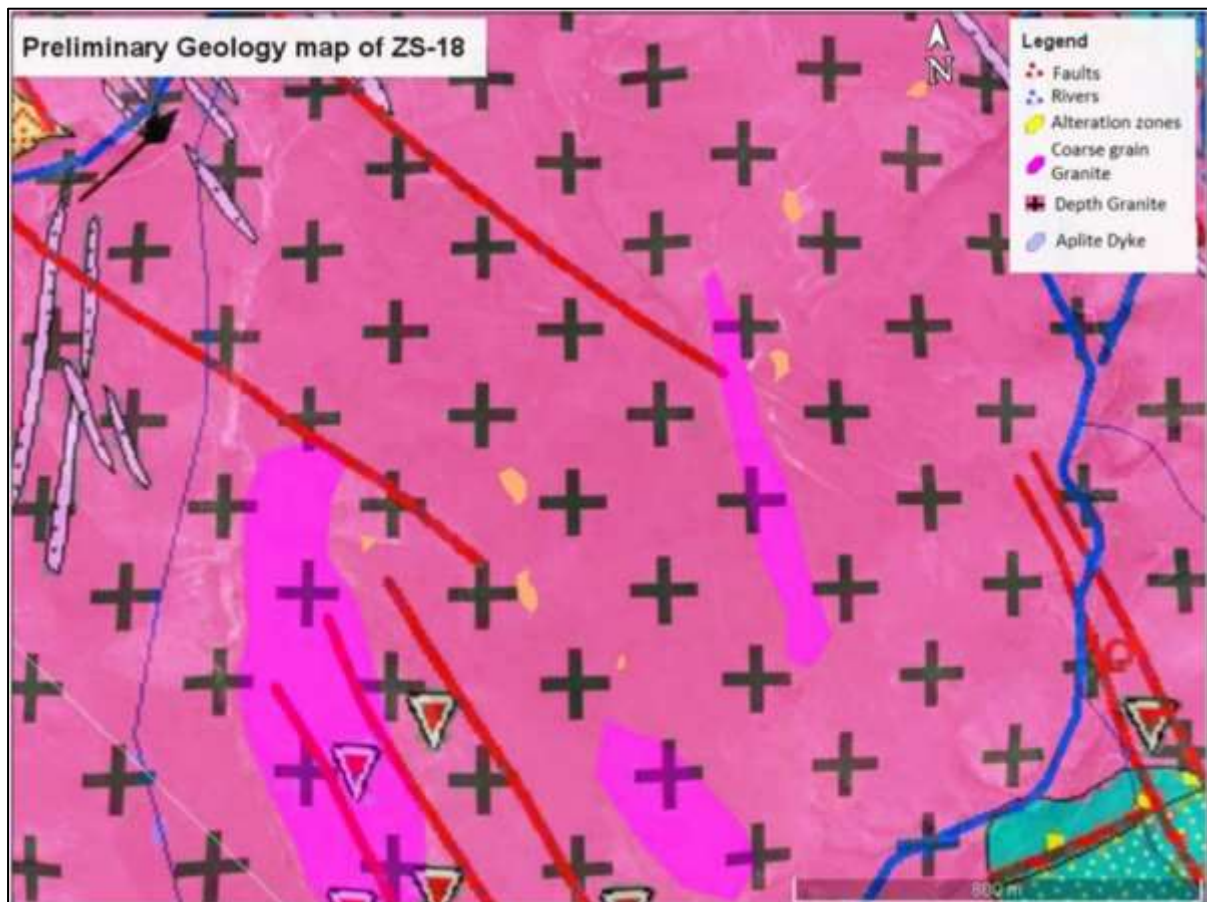 Preliminary Geology map of ZS-18
N
Legend
Faults
Rivers
Alteration zones
Coarse grain
Granite
Depth Granite
Aplite Dyke
800 m